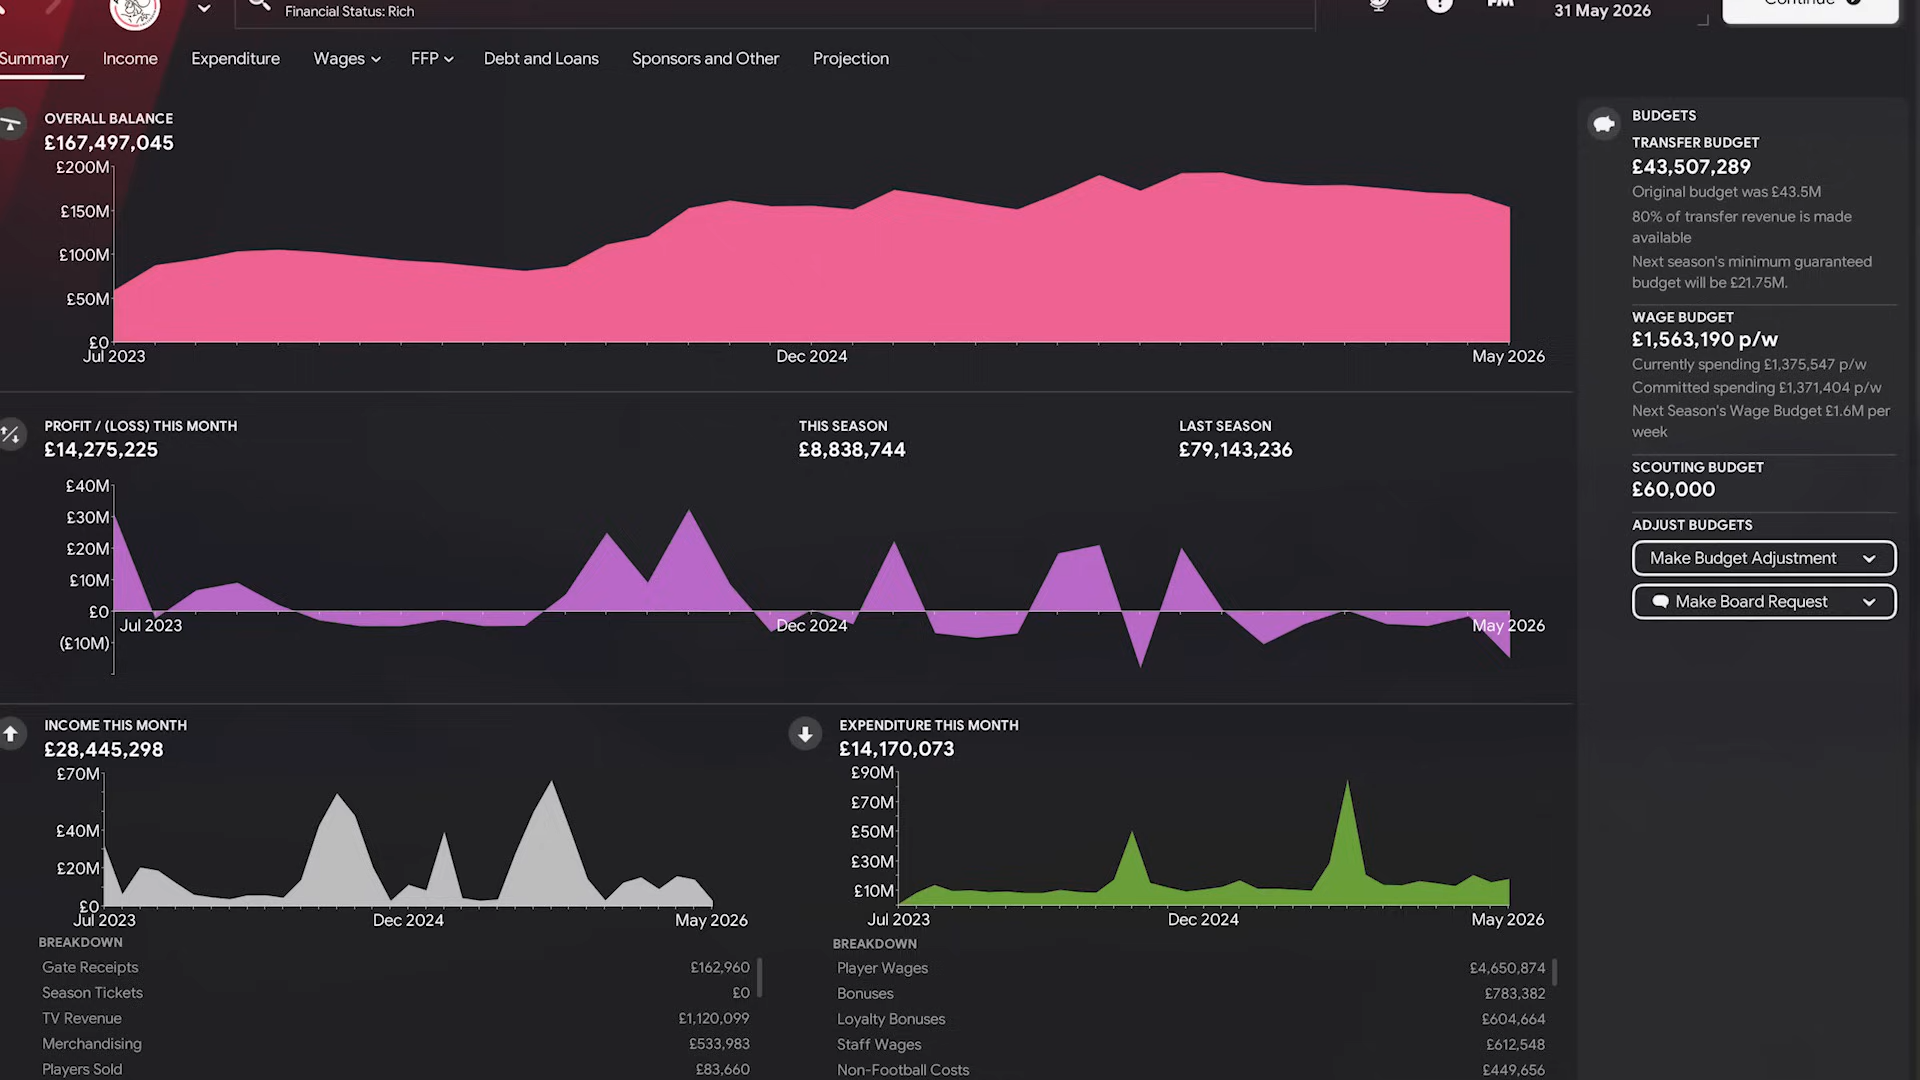 Financial Status: Rich
FM
31 May 2026
Continue
Summary
Income
Expenditure
Wages
FFP
Debt and Loans
Sponsors and Other
Projection
OVERALL BALANCE
£167,497,045
£200M
£150M
£100M
£50M
£0
Jul 2023
Dec 2024
May 2026
PROFIT / (LOSS) THIS MONTH
£14,275,225
THIS SEASON
£8,838,744
LAST SEASON
£79,143,236
£40M
£30M
£20M
£10M
£0
(£10M)
Jul 2023
Dec 2024
May 2026
INCOME THIS MONTH
£28,445,298
£70M
£40M
£20M
£0
Jul 2023
Dec 2024
May 2026
BREAKDOWN
Gate Receipts £162,960
Season Tickets £0
TV Revenue £1,120,099
Merchandising £533,983
Players Sold £83,660
EXPENDITURE THIS MONTH
£14,170,073
£90M
£70M
£50M
£30M
£10M
Jul 2023
Dec 2024
May 2026
BREAKDOWN
Player Wages £4,650,874
Bonuses £783,382
Loyalty Bonuses £604,664
Staff Wages £612,548
Non-Football Costs £449,656
BUDGETS
TRANSFER BUDGET
£43,507,289
Original budget was £43.5M
80% of transfer revenue is made
available
Next season's minimum guaranteed
budget will be £21.75M.
WAGE BUDGET
£1,563,190 p/w
Currently spending £1,375,547 p/w
Committed spending £1,371,404 p/w
Next Season's Wage Budget £1.6M per
week
SCOUTING BUDGET
£60,000
ADJUST BUDGETS
Make Budget Adjustment
Make Board Request